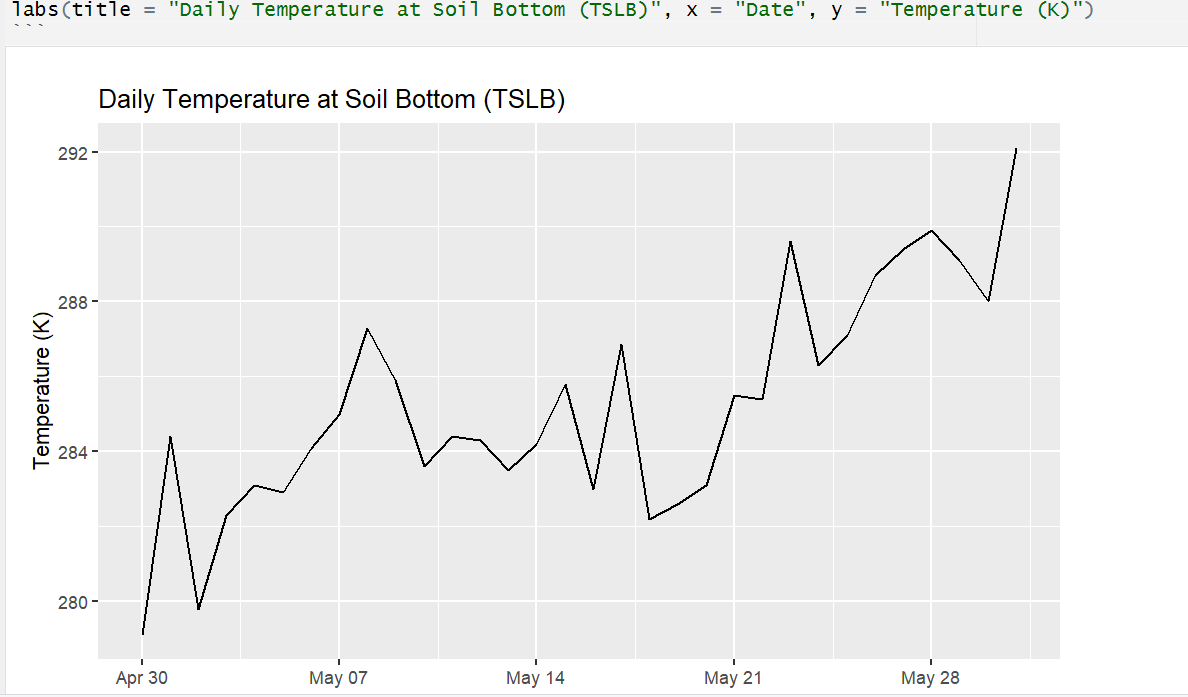 labs(title = "Daily Temperature at Soil Bottom (TSLB)", x = "Date", y = "Temperature (K)")
```
Daily Temperature at Soil Bottom (TSLB)
292
288
284
280
Temperature (K)
Apr 30
May 07
May 14
May 21
May 28